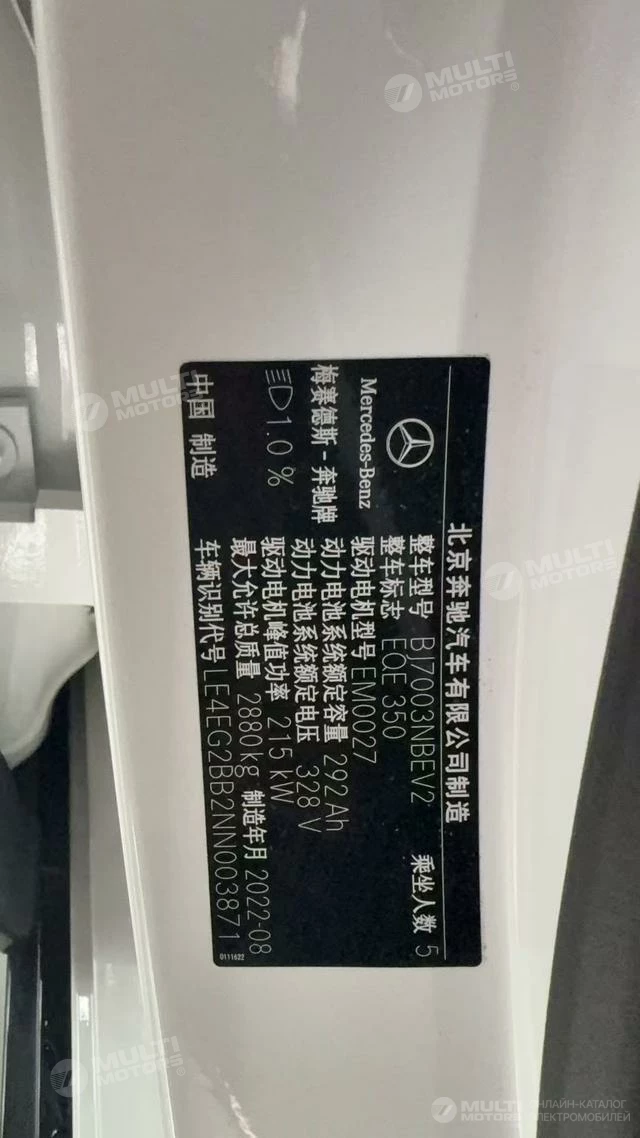 MULTI
MOTORS®
北京奔驰汽车有限公司制造
Mercedes-Benz
梅赛德斯-奔驰牌
1.0 %
中国 制造
整车型号 BJ7003NBEV2 乘坐人数 5
整车标志 EQE 350
驱动电机型号 EM0027
动力电池系统额定容量 292Ah
动力电池系统额定电压 328 V
驱动电机峰值功率 215 kW
最大允许总质量 2880kg 制造年月 2022-08
车辆识别代号 LE4EG2BB2NN003871
0111622
MULTI
MOTORS
MULTI
MOTORS
MULTI
MOTORS
MULTI
MOTORS
ОНЛАЙН-КАТАЛОГ
ЭЛЕКТРОМОБИЛЕЙ